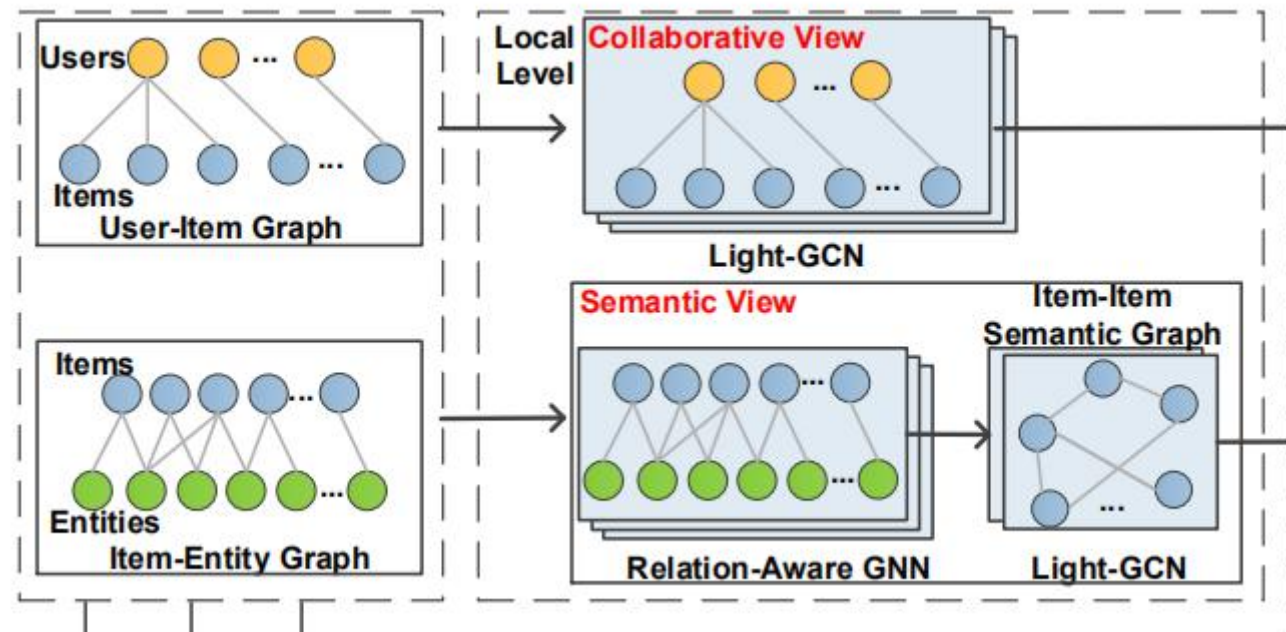 Users
...
Items
...
User-Item Graph
Items
...
...
Entities
Item-Entity Graph
Local
Level
Collaborative View
...
...
Light-GCN
Semantic View
...
...
Relation-Aware GNN
Item-Item
Semantic Graph
...
Light-GCN